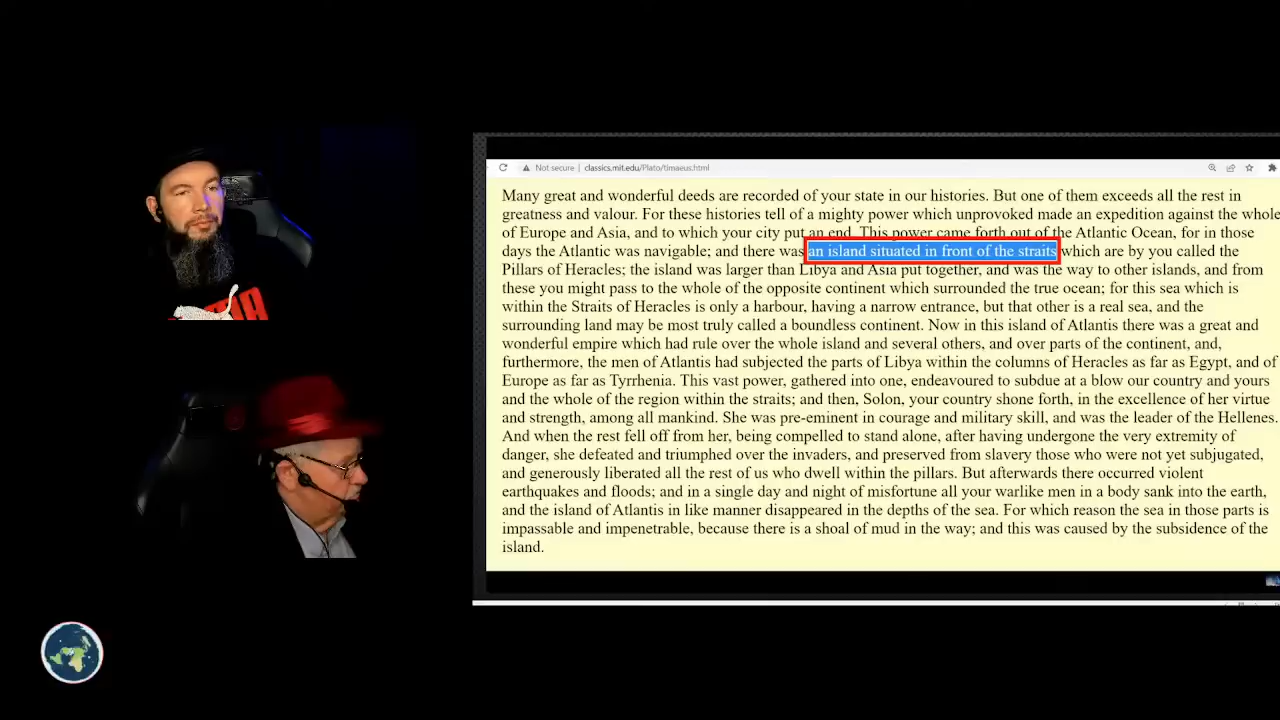 Not secure classics.mit.edu/Plato/timaeus.html
Many great and wonderful deeds are recorded of your state in our histories. But one of them exceeds all the rest in
greatness and valour. For these histories tell of a mighty power which unprovoked made an expedition against the whole
of Europe and Asia, and to which your city put an end. This power came forth out of the Atlantic Ocean, for in those
days the Atlantic was navigable; and there was an island situated in front of the straits which are by you called the
Pillars of Heracles; the island was larger than Libya and Asia put together, and was the way to other islands, and from
these you might pass to the whole of the opposite continent which surrounded the true ocean; for this sea which is
within the Straits of Heracles is only a harbour, having a narrow entrance, but that other is a real sea, and the
surrounding land may be most truly called a boundless continent. Now in this island of Atlantis there was a great and
wonderful empire which had rule over the whole island and several others, and over parts of the continent, and,
furthermore, the men of Atlantis had subjected the parts of Libya within the columns of Heracles as far as Egypt, and of
Europe as far as Tyrrhenia. This vast power, gathered into one, endeavoured to subdue at a blow our country and yours
and the whole of the region within the straits; and then, Solon, your country shone forth, in the excellence of her virtue
and strength, among all mankind. She was pre-eminent in courage and military skill, and was the leader of the Hellenes.
And when the rest fell off from her, being compelled to stand alone, after having undergone the very extremity of
danger, she defeated and triumphed over the invaders, and preserved from slavery those who were not yet subjugated,
and generously liberated all the rest of us who dwell within the pillars. But afterwards there occurred violent
earthquakes and floods; and in a single day and night of misfortune all your warlike men in a body sank into the earth,
and the island of Atlantis in like manner disappeared in the depths of the sea. For which reason the sea in those parts is
impassable and impenetrable, because there is a shoal of mud in the way; and this was caused by the subsidence of the
island.